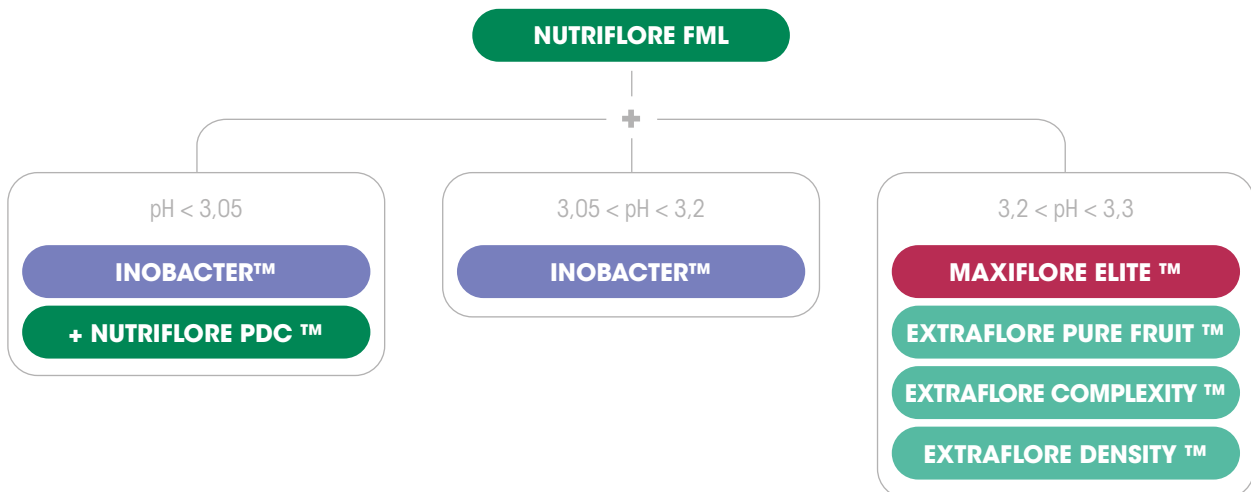 NUTRIFLORE FML
+
pH < 3,05
INOBACTER™
+ NUTRIFLORE PDC ™
3,05 < pH < 3,2
INOBACTER™
3,2 < pH < 3,3
MAXIFLORE ELITE ™
EXTRAFLORE PURE FRUIT ™
EXTRAFLORE COMPLEXITY ™
EXTRAFLORE DENSITY ™